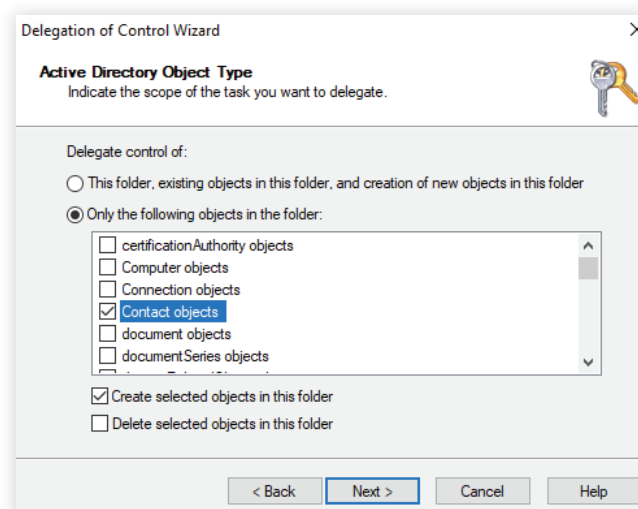 Delegation of Control Wizard
Active Directory Object Type
Indicate the scope of the task you want to delegate.
Delegate control of:
This folder, existing objects in this folder, and creation of new objects in this folder
Only the following objects in the folder:
certificationAuthority objects
Computer objects
Connection objects
Contact objects
document objects
documentSeries objects
Create selected objects in this folder
Delete selected objects in this folder
< Back Next > Cancel Help